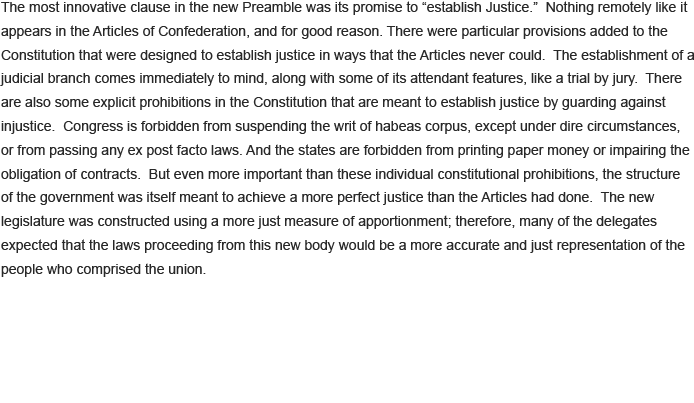 The most innovative clause in the new Preamble was its promise to “establish Justice.”  Nothing remotely like it
appears in the Articles of Confederation, and for good reason. There were particular provisions added to the
Constitution that were designed to establish justice in ways that the Articles never could.  The establishment of a
judicial branch comes immediately to mind, along with some of its attendant features, like a trial by jury.  There
are also some explicit prohibitions in the Constitution that are meant to establish justice by guarding against
injustice.  Congress is forbidden from suspending the writ of habeas corpus, except under dire circumstances,
or from passing any ex post facto laws. And the states are forbidden from printing paper money or impairing the
obligation of contracts.  But even more important than these individual constitutional prohibitions, the structure
of the government was itself meant to achieve a more perfect justice than the Articles had done.  The new
legislature was constructed using a more just measure of apportionment; therefore, many of the delegates
expected that the laws proceeding from this new body would be a more accurate and just representation of the
people who comprised the union.